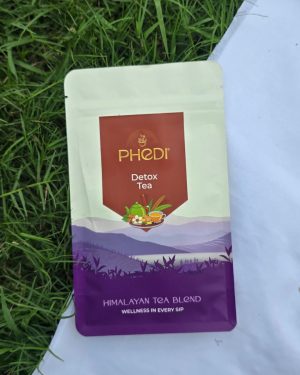 PHEDI
Detox
Tea
HIMALAYAN TEA BLEND
WELLNESS IN EVERY SIP